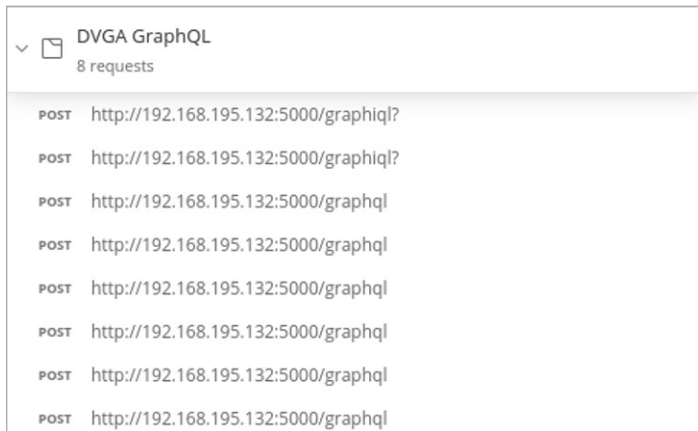 DVGA GraphQL
8 requests
POST http://192.168.195.132:5000/graphiql?
POST http://192.168.195.132:5000/graphiql?
POST http://192.168.195.132:5000/graphql
POST http://192.168.195.132:5000/graphql
POST http://192.168.195.132:5000/graphql
POST http://192.168.195.132:5000/graphql
POST http://192.168.195.132:5000/graphql
POST http://192.168.195.132:5000/graphql